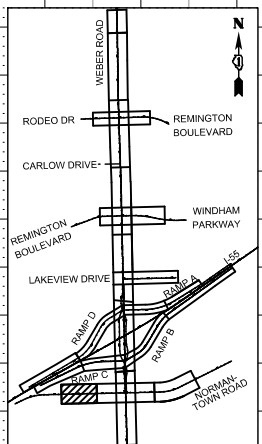 N
WEBER ROAD
RODEO DR
REMINGTON
BOULEVARD
CARLOW DRIVE
REMINGTON
BOULEVARD
WINDHAM
PARKWAY
LAKEVIEW DRIVE
I-55
RAMP A
RAMP D
RAMP B
RAMP C
NORMAN-
TOWN ROAD